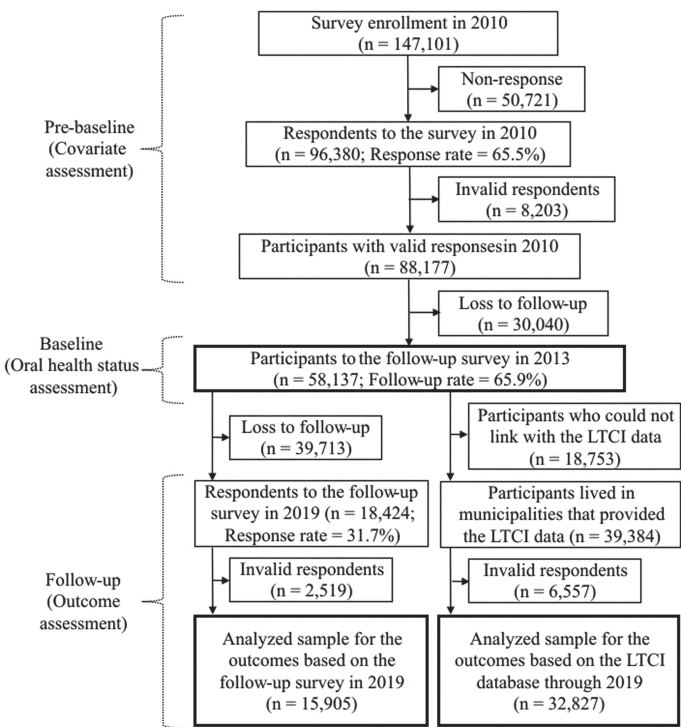 Survey enrollment in 2010
(n = 147,101)
Non-response
(n = 50,721)
Pre-baseline
(Covariate
assessment)
Respondents to the survey in 2010
(n = 96,380; Response rate = 65.5%)
Invalid respondents
(n = 8,203)
Participants with valid responsesin 2010
(n = 88,177)
Loss to follow-up
(n = 30,040)
Baseline
(Oral health status
assessment)
Participants to the follow-up survey in 2013
(n = 58,137; Follow-up rate = 65.9%)
Loss to follow-up
(n = 39,713)
Participants who could not
link with the LTCI data
(n = 18,753)
Respondents to the follow-up
survey in 2019 (n = 18,424;
Response rate = 31.7%)
Participants lived in
municipalities that provided
the LTCI data (n = 39,384)
Follow-up
(Outcome
assessment)
Invalid respondents
(n = 2,519)
Invalid respondents
(n = 6,557)
Analyzed sample for the
outcomes based on the
follow-up survey in 2019
(n = 15,905)
Analyzed sample for the
outcomes based on the LTCI
database through 2019
(n = 32,827)